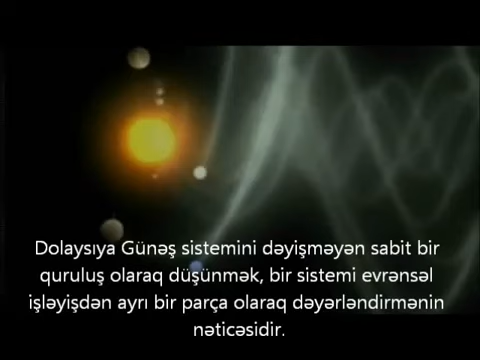 Dolaysıya Günəş sistemini dəyişməyən sabit bir
quruluş olaraq düşünmək, bir sistemi evrənsəl
işləyişdən ayrı bir parça olaraq dəyərləndirmənin
nəticəsidir.